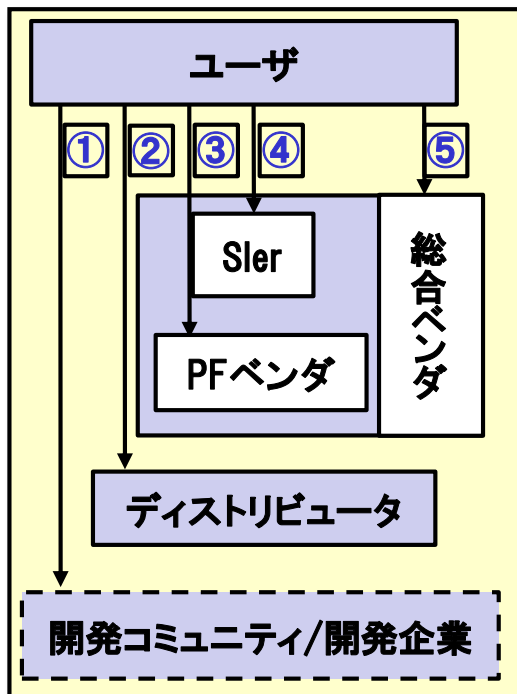 ユーザ
① ② ③ ④ ⑤
SIer
総合ベンダ
PFベンダ
ディストリビュータ
開発コミュニティ/開発企業